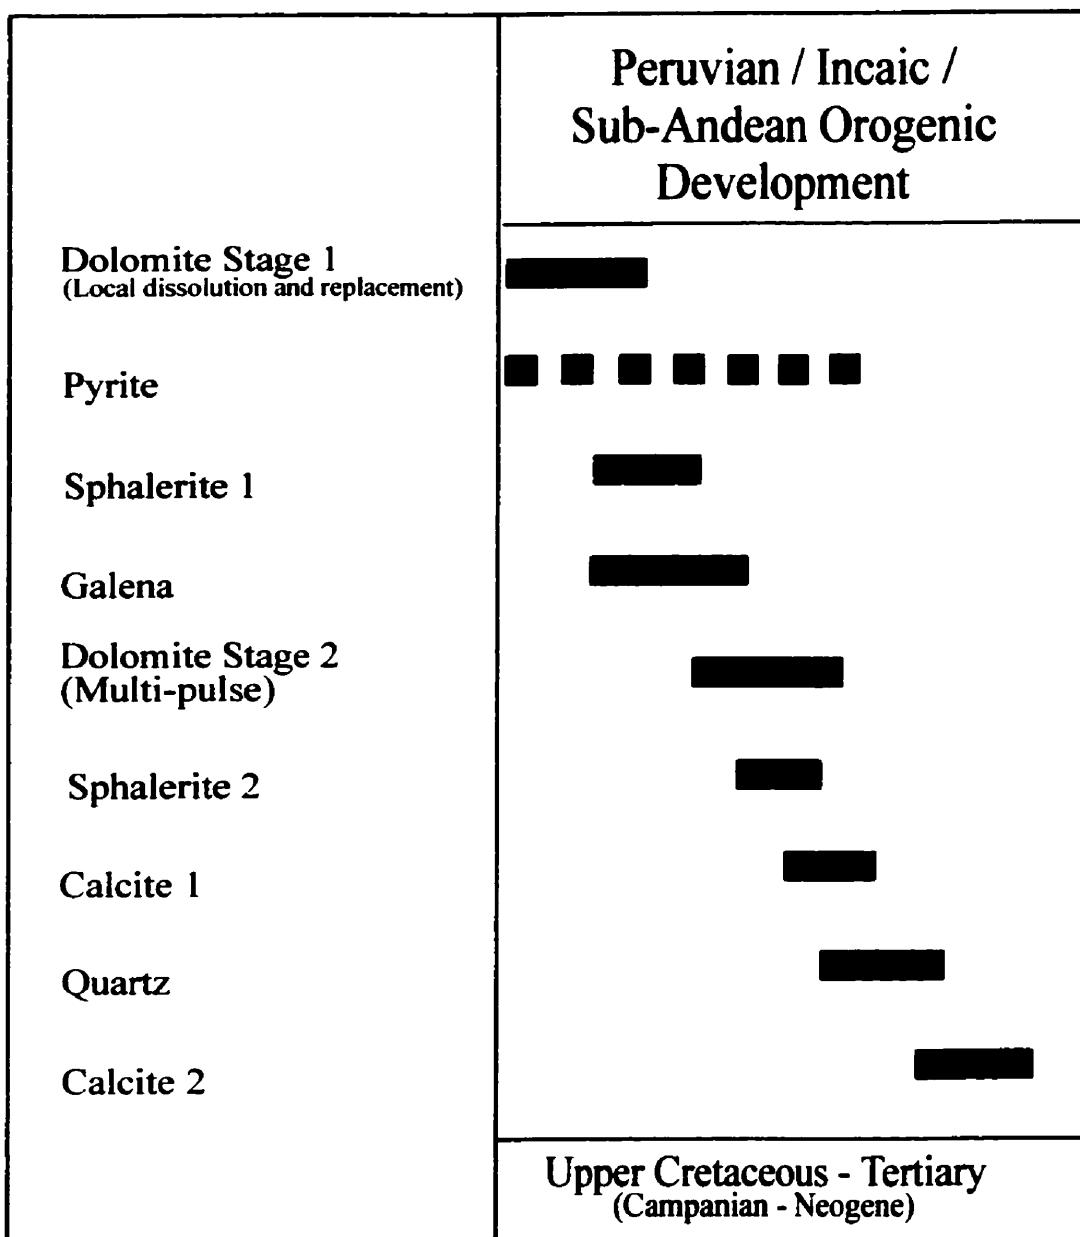 Peruvian / Incaic /
Sub-Andean Orogenic
Development
Dolomite Stage 1
(Local dissolution and replacement)
Pyrite
Sphalerite 1
Galena
Dolomite Stage 2
(Multi-pulse)
Sphalerite 2
Calcite 1
Quartz
Calcite 2
Upper Cretaceous - Tertiary
(Campanian - Neogene)